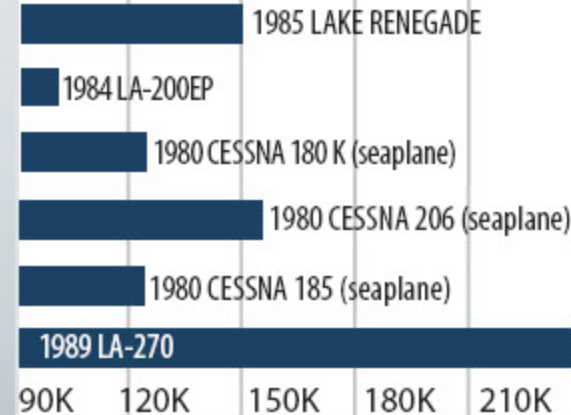 1985 LAKE RENEGADE
1984 LA-200EP
1980 CESSNA 180 K (seaplane)
1980 CESSNA 206 (seaplane)
1980 CESSNA 185 (seaplane)
1989 LA-270
90K 120K 150K 180K 210K